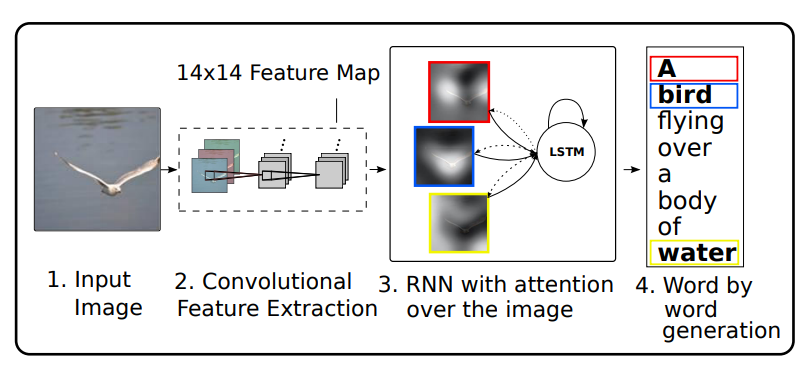 14x14 Feature Map
LSTM
A
bird
flying
over
a
body
of
water
1. Input
Image
2. Convolutional
Feature Extraction
3. RNN with attention
over the image
4. Word by
word
generation